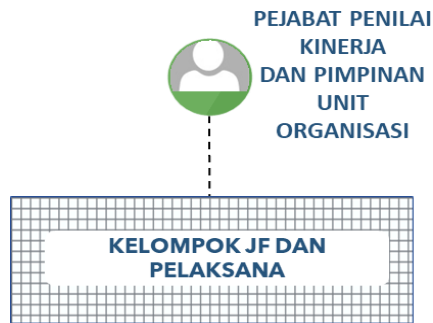 PEJABAT PENILAI
KINERJA
DAN PIMPINAN
UNIT
ORGANISASI
KELOMPOK JF DAN
PELAKSANA